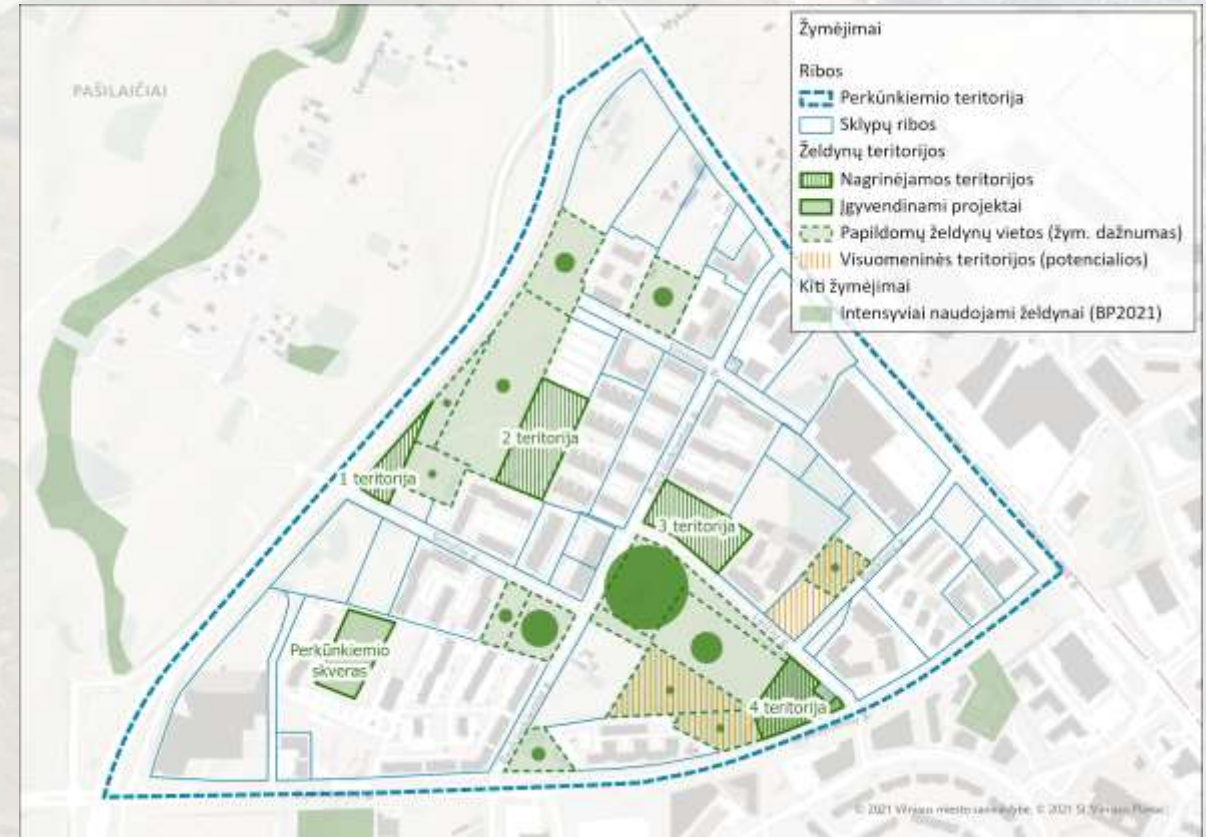 PAŠILAIČIAI
Žymėjimai
Ribos
Perkūnkiemio teritorija
Sklypų ribos
Želdynų teritorijos
Nagrinėjamos teritorijos
Įgyvendinami projektai
Papildomų želdynų vietos (žym. dažnumas)
Visuomeninės teritorijos (potencialios)
Kiti žymėjimai
Intensyviai naudojami želdynai (BP2021)
2 teritorija
1 teritorija
3 teritorija
Perkūnkiemio
skveras
4 teritorija
© 2021 Vilniaus miesto savivaldybė, © 2021 SĮ „Vilniaus Planas“